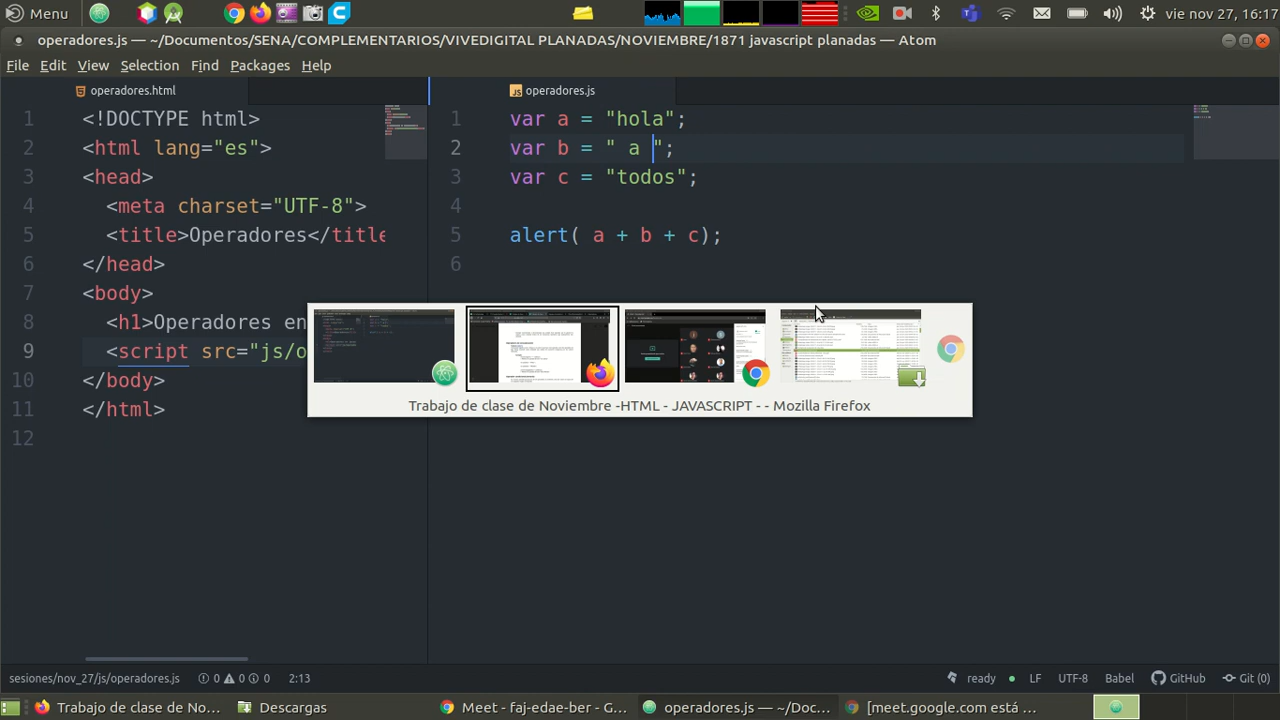 Menu
vie nov 27, 16:17
operadores.js — ~/Documentos/SENA/COMPLEMENTARIOS/VIVEDIGITAL PLANADAS/NOVIEMBRE/1871 javascript planadas — Atom
File Edit View Selection Find Packages Help
operadores.html
1 <!DOCTYPE html>
2 <html lang="es">
3 <head>
4 <meta charset="UTF-8">
5 <title>Operadores</title
6 </head>
7 <body>
8 <h1>Operadores en
9 <script src="js/o
10 </body>
11 </html>
12
operadores.js
1 var a = "hola";
2 var b = " a ";
3 var c = "todos";
4
5 alert( a + b + c);
6
Trabajo de clase de Noviembre -HTML - JAVASCRIPT - - Mozilla Firefox
sesiones/nov_27/js/operadores.js 0 0 0 2:13 ready LF UTF-8 Babel GitHub Git (0)
Trabajo de clase de No... Descargas Meet - faj-edae-ber - G... operadores.js — ~/Doc... [meet.google.com está ...